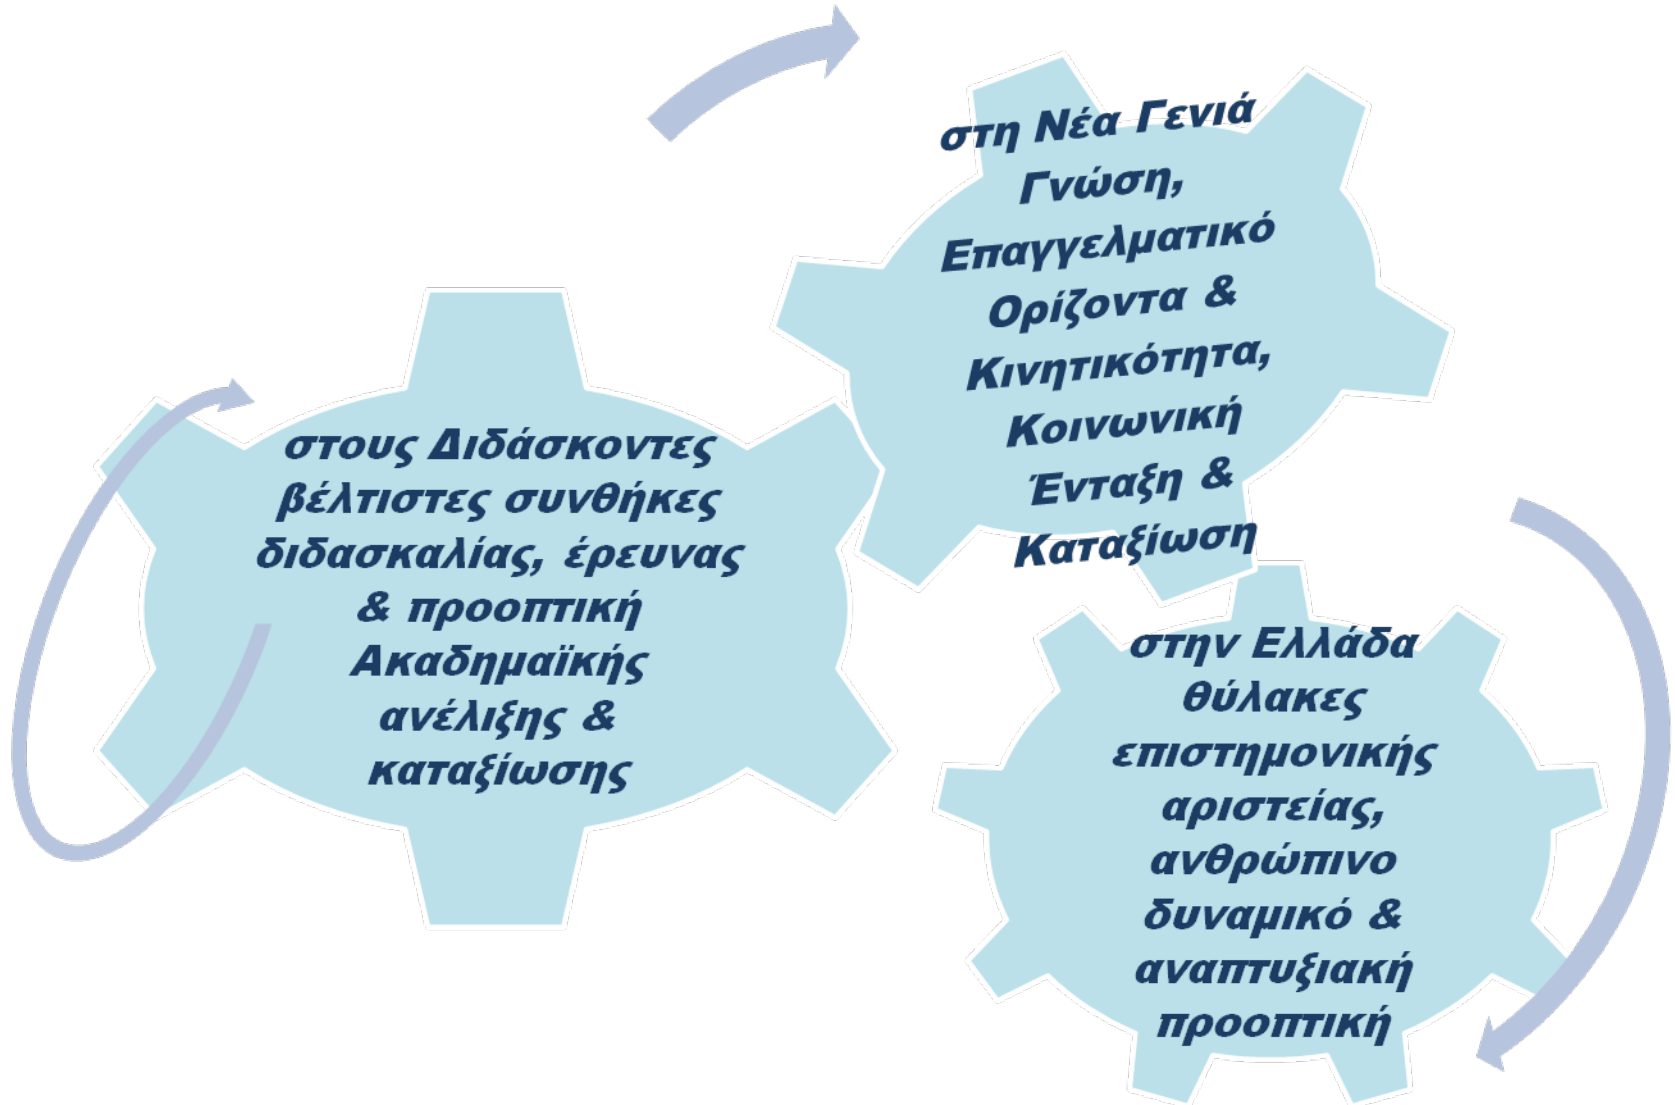 στη Νέα Γενιά
Γνώση,
Επαγγελματικό
Ορίζοντα &
Κινητικότητα,
Κοινωνική
Ένταξη &
Καταξίωση
στους Διδάσκοντες
βέλτιστες συνθήκες
διδασκαλίας, έρευνας
& προοπτική
Ακαδημαϊκής
ανέλιξης &
καταξίωσης
στην Ελλάδα
θύλακες
επιστημονικής
αριστείας,
ανθρώπινο
δυναμικό &
αναπτυξιακή
προοπτική